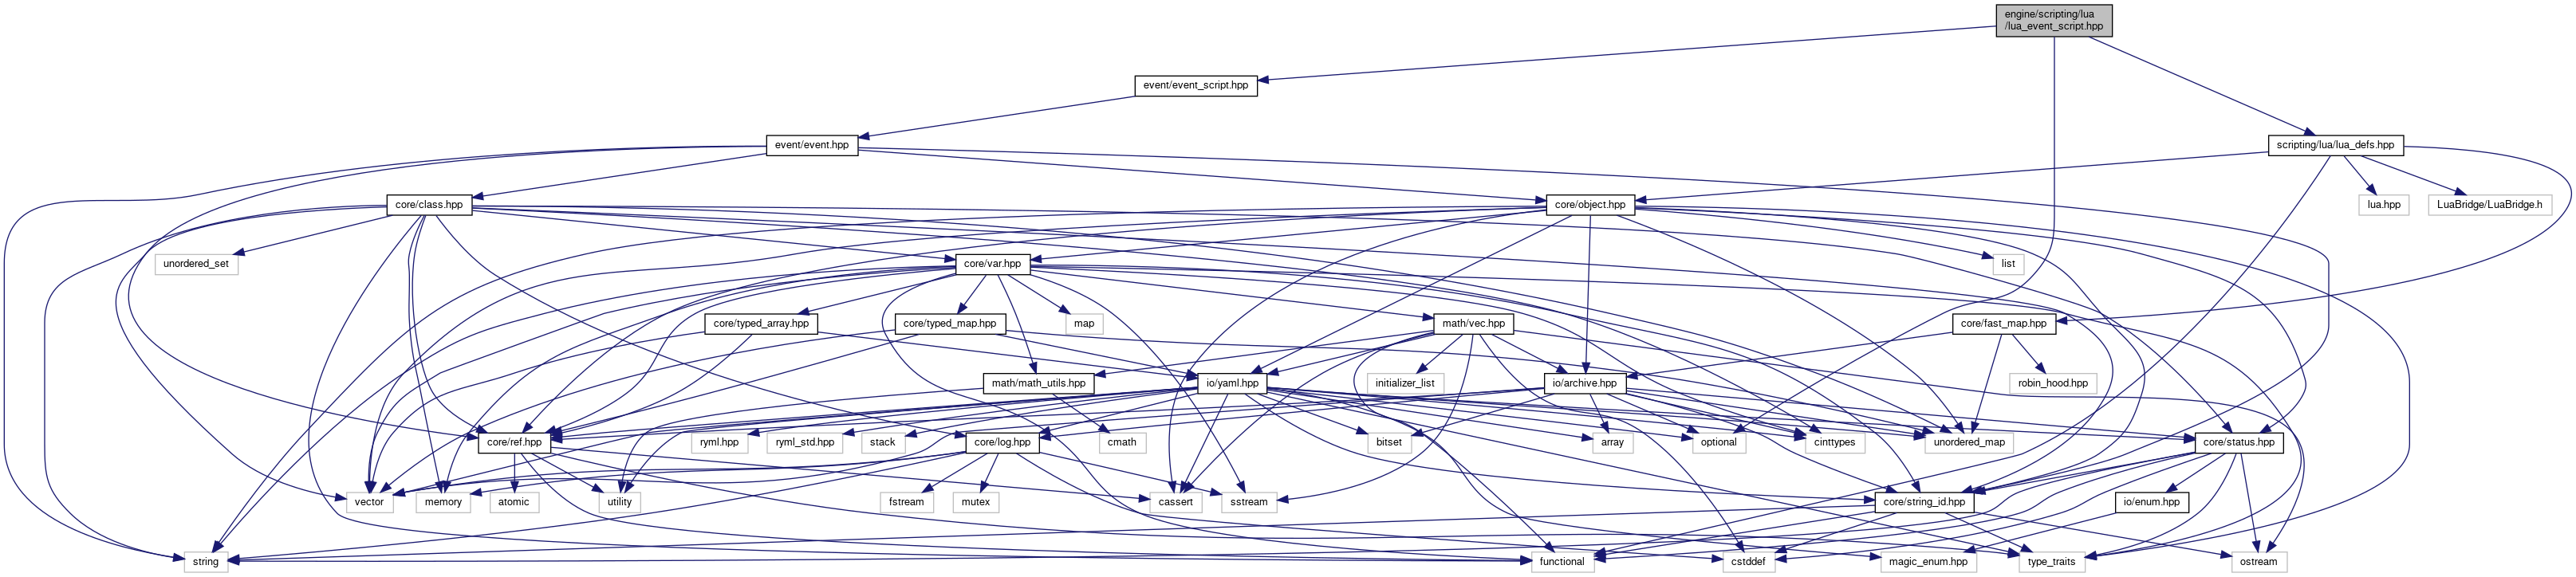 engine/scripting/lua
/lua_event_script.hpp
event/event_script.hpp
event/event.hpp
scripting/lua/lua_defs.hpp
core/class.hpp
core/object.hpp
lua.hpp
LuaBridge/LuaBridge.h
unordered_set
core/var.hpp
list
core/typed_array.hpp
core/typed_map.hpp
map
math/vec.hpp
core/fast_map.hpp
math/math_utils.hpp
io/yaml.hpp
initializer_list
io/archive.hpp
robin_hood.hpp
core/ref.hpp
ryml.hpp
ryml_std.hpp
stack
core/log.hpp
cmath
bitset
array
optional
cinttypes
unordered_map
core/status.hpp
vector
memory
atomic
utility
fstream
mutex
cassert
sstream
core/string_id.hpp
io/enum.hpp
string
functional
cstddef
magic_enum.hpp
type_traits
ostream